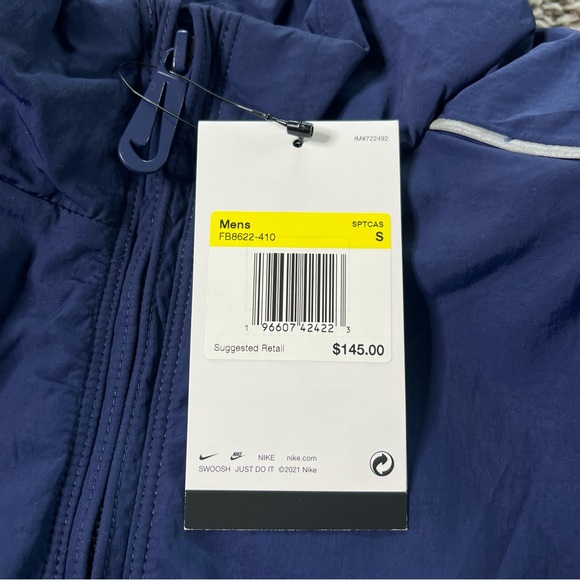 IM#722492
Mens SPTCAS
FB8622-410 S
1 96607 42422 3
Suggested Retail $145.00
NIKE NIKE nike.com
SWOOSH JUST DO IT ©2021 Nike